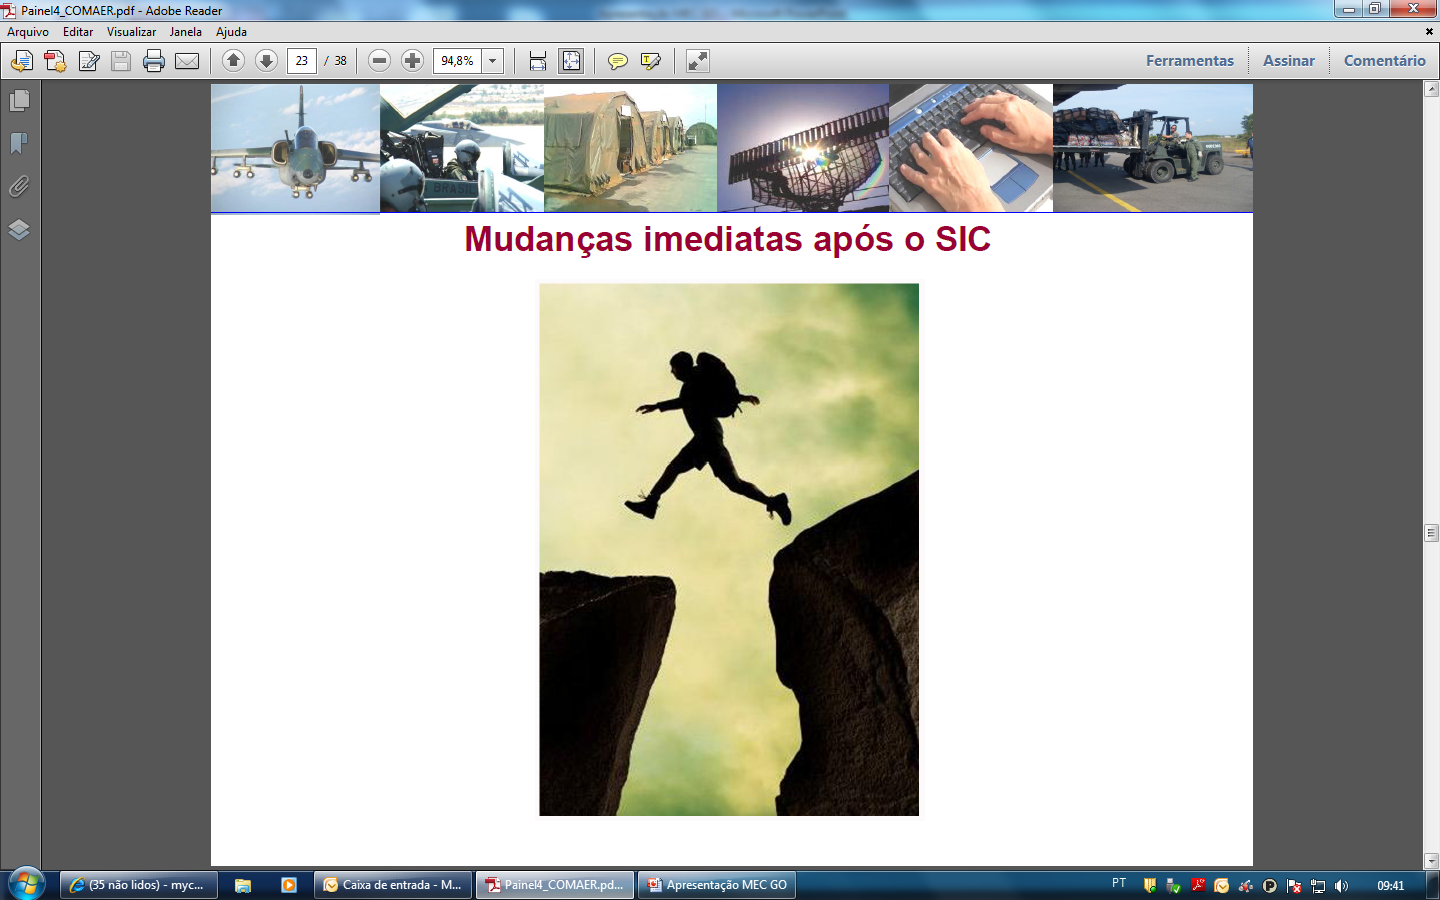 Painel4_COMAER.pdf - Adobe Reader
Arquivo Editar Visualizar Janela Ajuda
23 / 38 94,8% Ferramentas Assinar Comentário
BRASIL
Mudanças imediatas após o SIC
(35 não lidos) - myc... Caixa de entrada - M... Painel4_COMAER.pd... Apresentação MEC GO PT 09:41